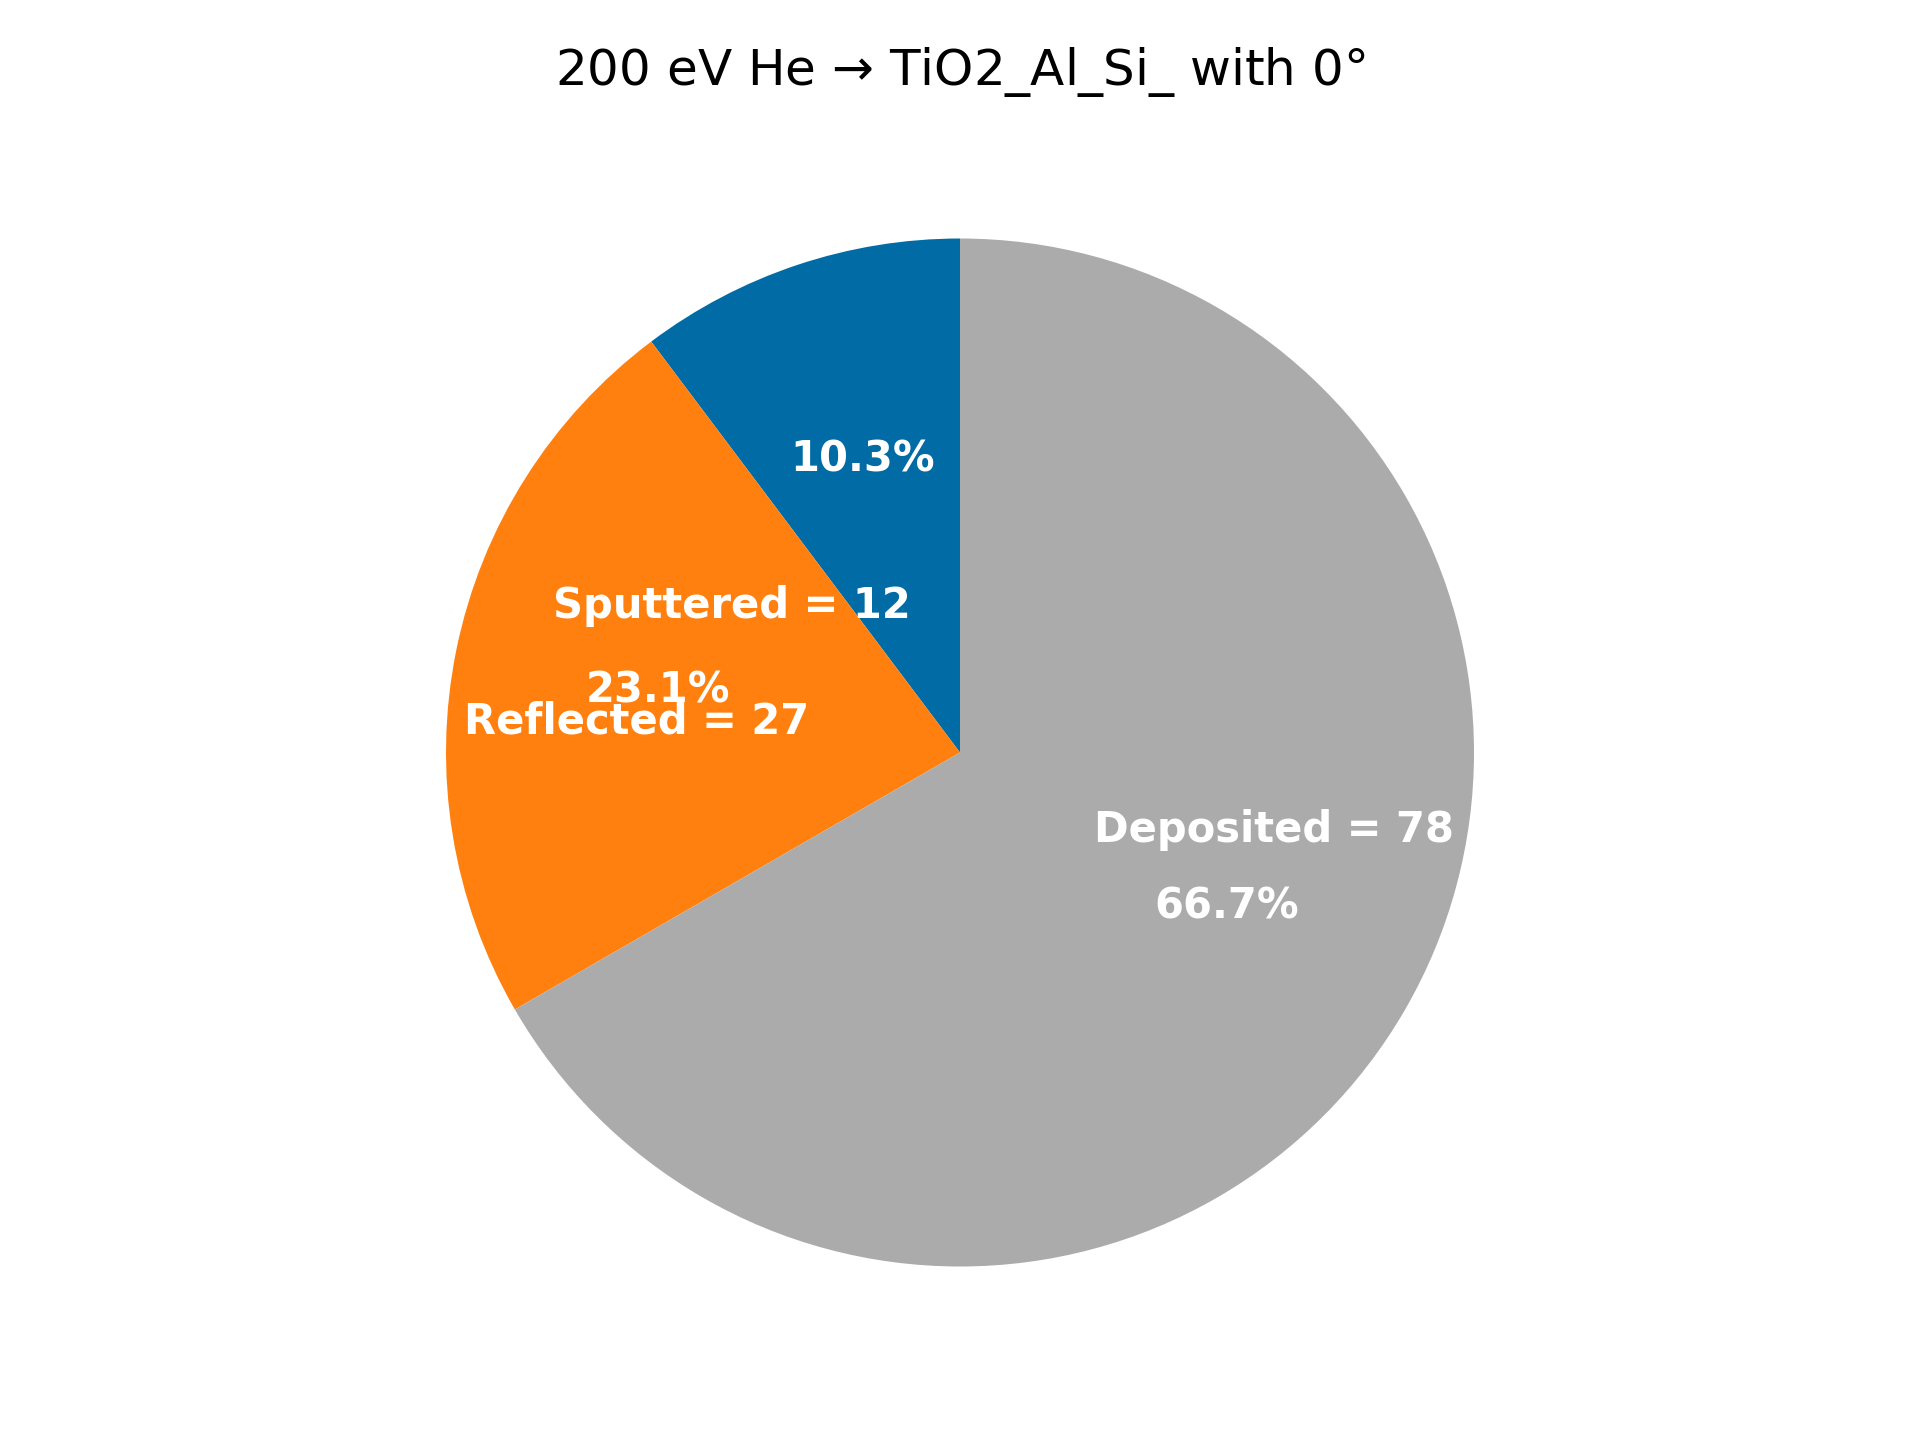 200 eV He → TiO2_Al_Si_ with 0°
10.3%
Sputtered = 12
23.1%
Reflected = 27
Deposited = 78
66.7%